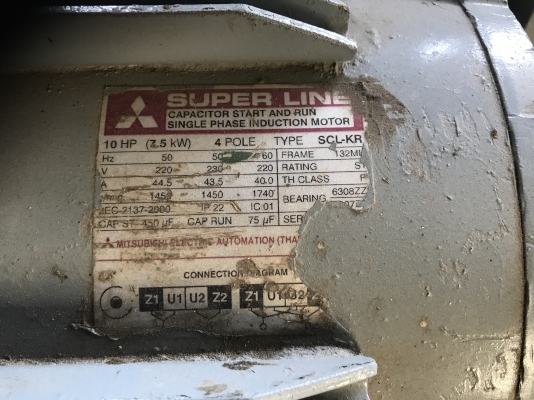 SUPER LINE
CAPACITOR START AND RUN
SINGLE PHASE INDUCTION MOTOR
10 HP (7.5 kW) 4 POLE TYPE SCL-KR
Hz 50 50 60 FRAME 132M
V 220 230 220 RATING S
A 44.5 43.5 40.0 TH CLASS F
1450 1450 1740 BEARING 6308ZZ
IEC-2137-2000 IP 22 IC 01
CAP ST. 450 µF CAP RUN 75 µF SER
MITSUBISHI ELECTRIC AUTOMATION (THA
CONNECTION DIAGRAM
Z1 U1 U2 Z2 Z1 U1 U2 Z